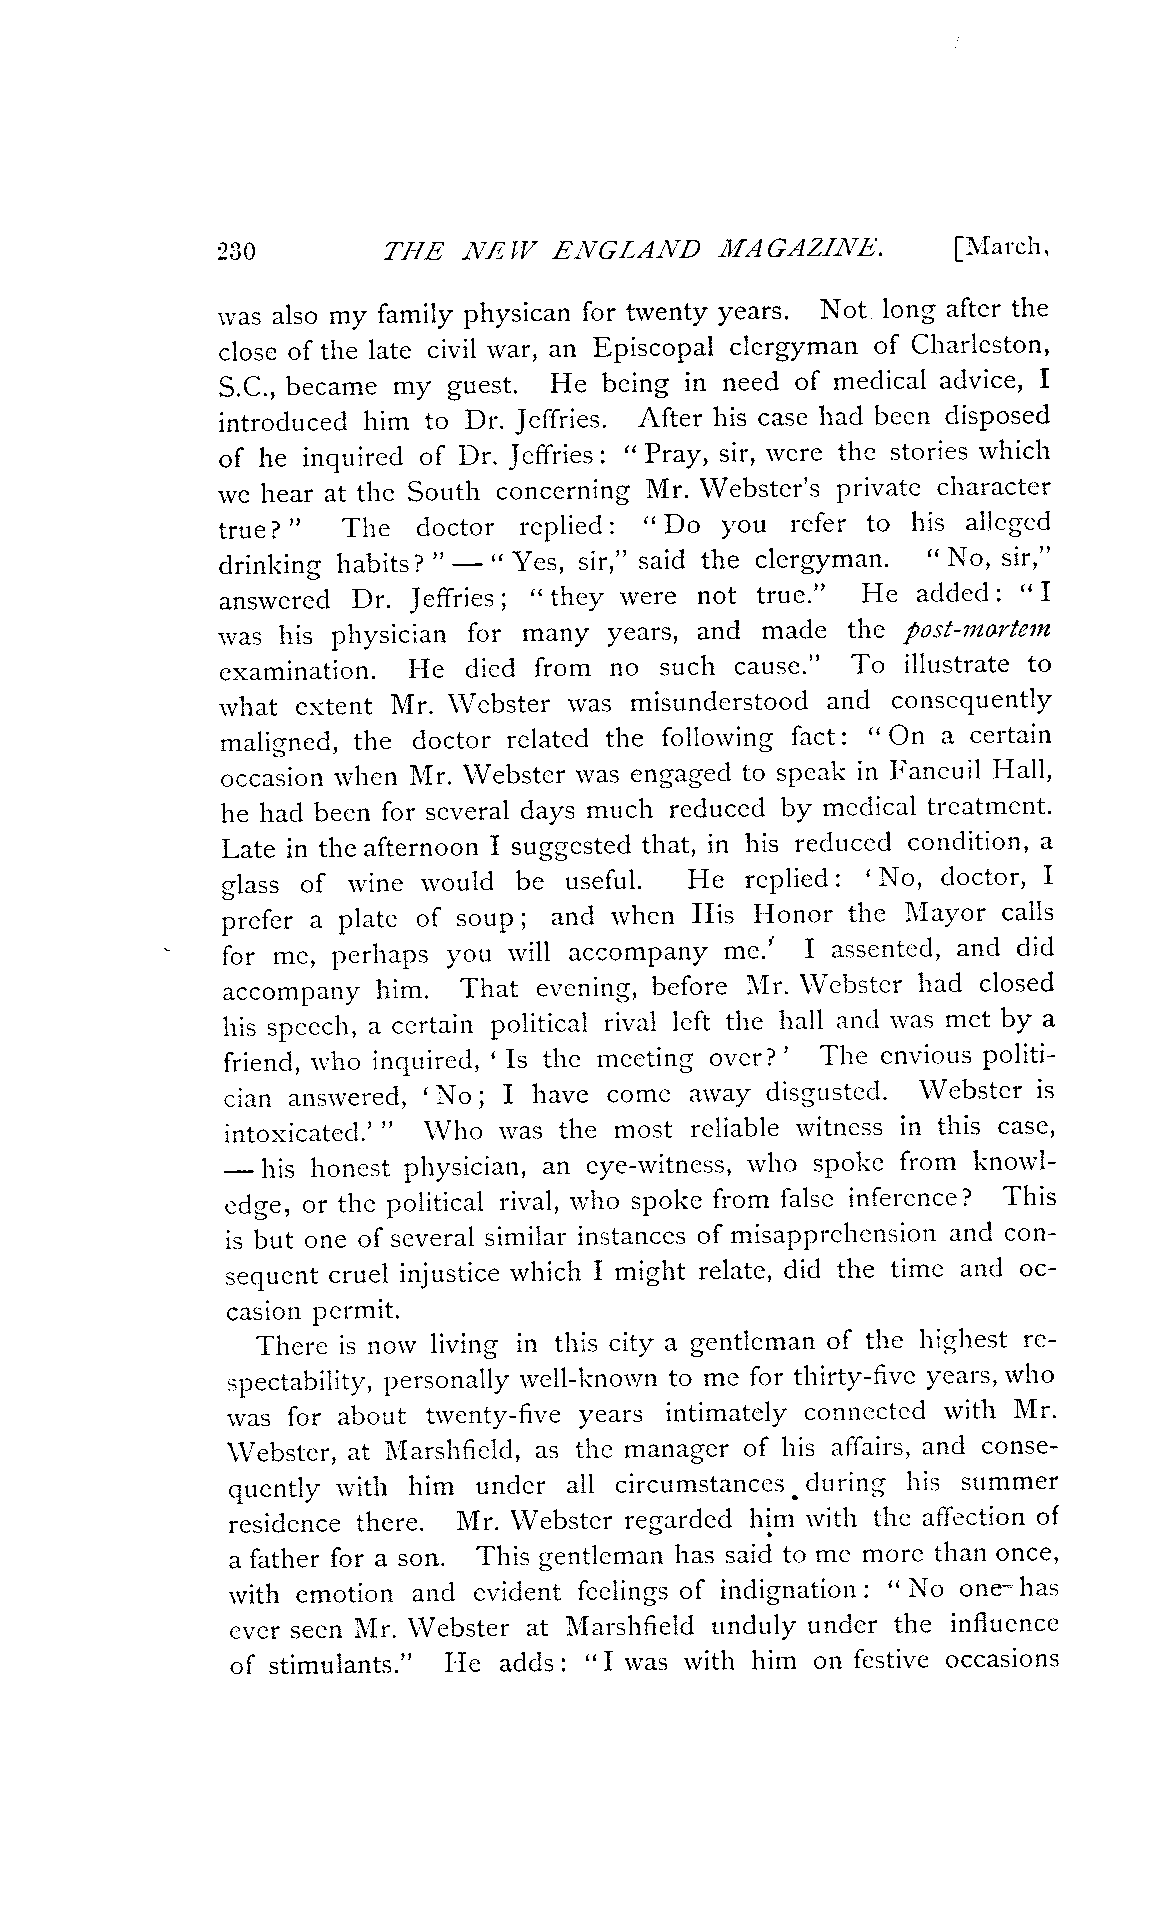 230 THE NEW ENGLAND MAGAZINE. [March,
was also my family physican for twenty years. Not long after the
close of the late civil war, an Episcopal clergyman of Charleston,
S.C., became my guest. He being in need of medical advice, I
introduced him to Dr. Jeffries. After his case had been disposed
of he inquired of Dr. Jeffries: “Pray, sir, were the stories which
we hear at the South concerning Mr. Webster's private character
true?” The doctor replied: “Do you refer to his alleged
drinking habits?” — “Yes, sir,” said the clergyman. “No, sir,”
answered Dr. Jeffries; “they were not true.” He added: “I
was his physician for many years, and made the post-mortem
examination. He died from no such cause.” To illustrate to
what extent Mr. Webster was misunderstood and consequently
maligned, the doctor related the following fact: “On a certain
occasion when Mr. Webster was engaged to speak in Faneuil Hall,
he had been for several days much reduced by medical treatment.
Late in the afternoon I suggested that, in his reduced condition, a
glass of wine would be useful. He replied: ‘No, doctor, I
prefer a plate of soup; and when His Honor the Mayor calls
for me, perhaps you will accompany me.’ I assented, and did
accompany him. That evening, before Mr. Webster had closed
his speech, a certain political rival left the hall and was met by a
friend, who inquired, ‘Is the meeting over?’ The envious politi-
cian answered, ‘No; I have come away disgusted. Webster is
intoxicated.’” Who was the most reliable witness in this case,
— his honest physician, an eye-witness, who spoke from knowl-
edge, or the political rival, who spoke from false inference? This
is but one of several similar instances of misapprehension and con-
sequent cruel injustice which I might relate, did the time and oc-
casion permit.
There is now living in this city a gentleman of the highest re-
spectability, personally well-known to me for thirty-five years, who
was for about twenty-five years intimately connected with Mr.
Webster, at Marshfield, as the manager of his affairs, and conse-
quently with him under all circumstances during his summer
residence there. Mr. Webster regarded him with the affection of
a father for a son. This gentleman has said to me more than once,
with emotion and evident feelings of indignation: “No one has
ever seen Mr. Webster at Marshfield unduly under the influence
of stimulants.” He adds: “I was with him on festive occasions